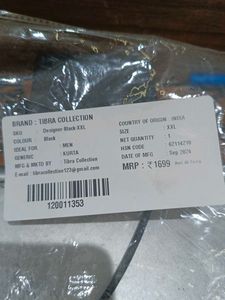 BRAND : TIBRA COLLECTION
SKU : Designer-Black-XXL
COLOUR : Black
IDEAL FOR : MEN
GENERIC : KURTA
MFG & MKTD BY : Tibra Collection
E-mail : tibracollection123@gmail.com
120011353
COUNTRY OF ORIGIN : INDIA
SIZE : XXL
NET QUANTITY : 1
HSN CODE : 62114210
DATE OF MFG : Sep 2024
MRP : ₹ 1699